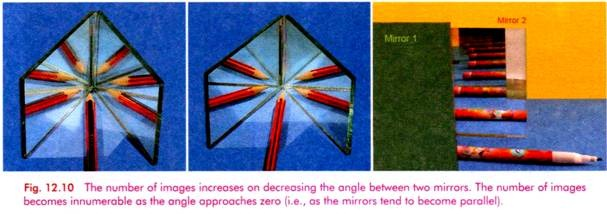 Mirror 2
Mirror 1
Fig. 12.10 The number of images increases on decreasing the angle between two mirrors. The number of images
becomes innumerable as the angle approaches zero (i.e., as the mirrors tend to become parallel).